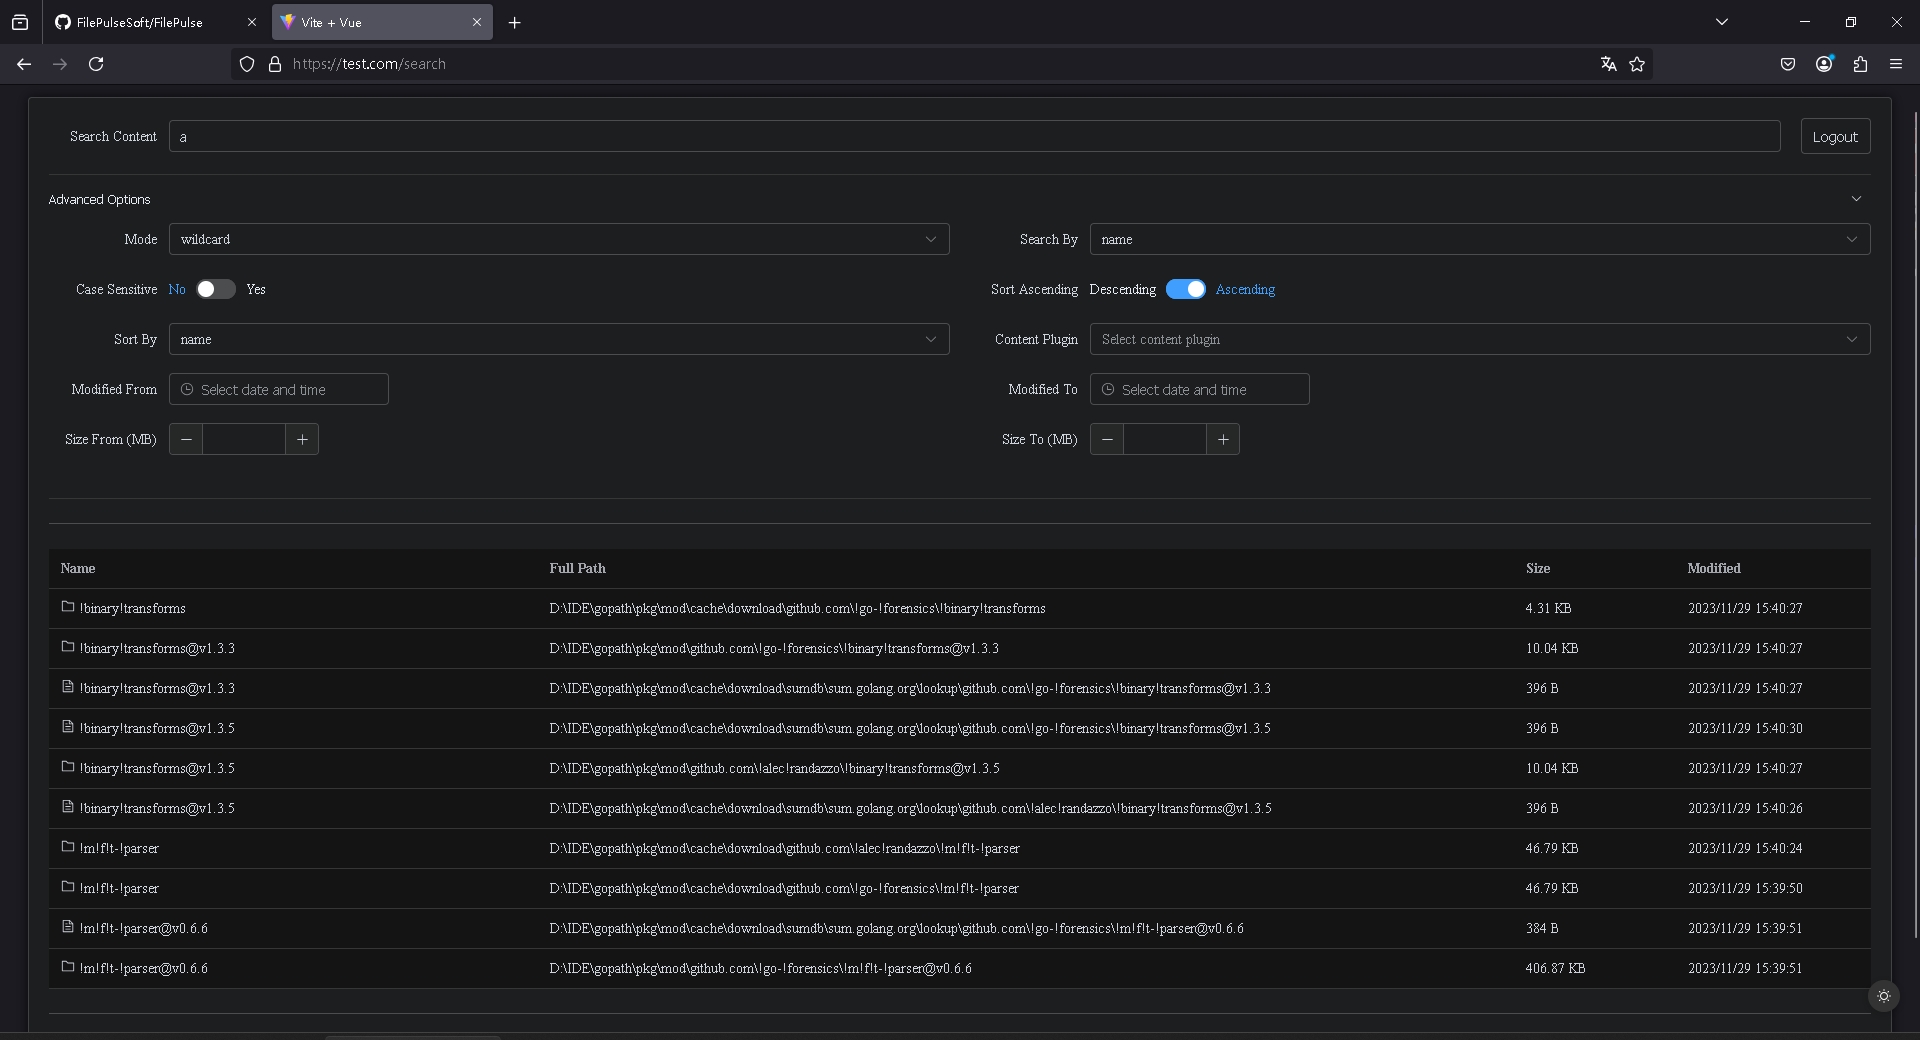 FilePulseSoft/FilePulse
Vite + Vue
https://test.com/search
Search Content a Logout
Advanced Options
Mode wildcard Search By name
Case Sensitive No Yes Sort Ascending Descending Ascending
Sort By name Content Plugin Select content plugin
Modified From Select date and time Modified To Select date and time
Size From (MB) − + Size To (MB) − +
Name Full Path Size Modified
!binary!transforms D:\IDE\gopath\pkg\mod\cache\download\github.com\!go-!forensics\!binary!transforms 4.31 KB 2023/11/29 15:40:27
!binary!transforms@v1.3.3 D:\IDE\gopath\pkg\mod\github.com\!go-!forensics\!binary!transforms@v1.3.3 10.04 KB 2023/11/29 15:40:27
!binary!transforms@v1.3.3 D:\IDE\gopath\pkg\mod\cache\download\sumdb\sum.golang.org\lookup\github.com\!go-!forensics\!binary!transforms@v1.3.3 396 B 2023/11/29 15:40:27
!binary!transforms@v1.3.5 D:\IDE\gopath\pkg\mod\cache\download\sumdb\sum.golang.org\lookup\github.com\!go-!forensics\!binary!transforms@v1.3.5 396 B 2023/11/29 15:40:30
!binary!transforms@v1.3.5 D:\IDE\gopath\pkg\mod\github.com\!alec!randazzo\!binary!transforms@v1.3.5 10.04 KB 2023/11/29 15:40:27
!binary!transforms@v1.3.5 D:\IDE\gopath\pkg\mod\cache\download\sumdb\sum.golang.org\lookup\github.com\!alec!randazzo\!binary!transforms@v1.3.5 396 B 2023/11/29 15:40:26
!m!f!t-!parser D:\IDE\gopath\pkg\mod\cache\download\github.com\!alec!randazzo\!m!f!t-!parser 46.79 KB 2023/11/29 15:40:24
!m!f!t-!parser D:\IDE\gopath\pkg\mod\cache\download\github.com\!go-!forensics\!m!f!t-!parser 46.79 KB 2023/11/29 15:39:50
!m!f!t-!parser@v0.6.6 D:\IDE\gopath\pkg\mod\cache\download\sumdb\sum.golang.org\lookup\github.com\!go-!forensics\!m!f!t-!parser@v0.6.6 384 B 2023/11/29 15:39:51
!m!f!t-!parser@v0.6.6 D:\IDE\gopath\pkg\mod\github.com\!go-!forensics\!m!f!t-!parser@v0.6.6 406.87 KB 2023/11/29 15:39:51